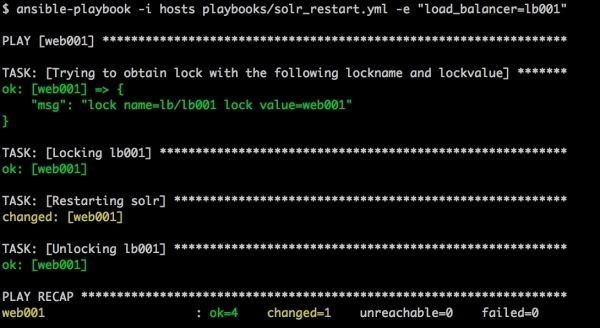 $ ansible-playbook -i hosts playbooks/solr_restart.yml -e "load_balancer=lb001"
PLAY [web001] **************************************************************
TASK: [Trying to obtain lock with the following lockname and lockvalue] *******
ok: [web001] => {
    "msg": "lock name=lb/lb001 lock value=web001"
}
TASK: [Locking lb001] ******************************************************
ok: [web001]
TASK: [Restarting solr] ****************************************************
changed: [web001]
TASK: [Unlocking lb001] ****************************************************
ok: [web001]
PLAY RECAP *****************************************************************
web001                     : ok=4    changed=1    unreachable=0    failed=0